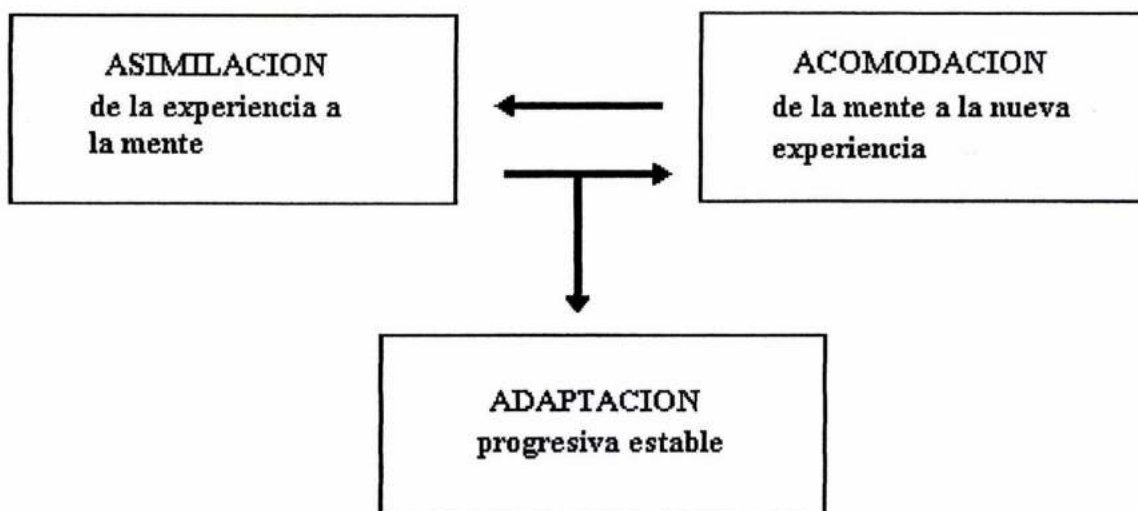 ASIMILACION
de la experiencia a
la mente
ACOMODACION
de la mente a la nueva
experiencia
ADAPTACION
progresiva estable